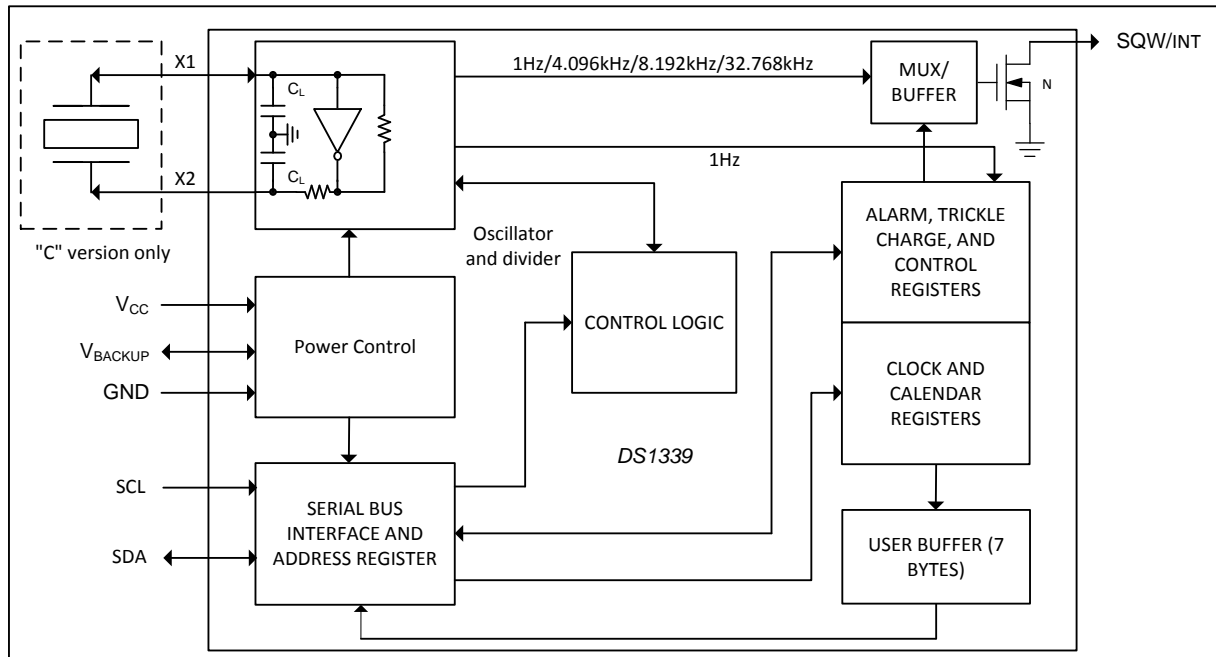 X1
X2
"C" version only
V_CC
V_BACKUP
GND
SCL
SDA
C_L
C_L
Oscillator
and divider
Power Control
SERIAL BUS
INTERFACE AND
ADDRESS REGISTER
1Hz/4.096kHz/8.192kHz/32.768kHz
1Hz
CONTROL LOGIC
DS1339
MUX/
BUFFER
N
SQW/INT
ALARM, TRICKLE
CHARGE, AND
CONTROL
REGISTERS
CLOCK AND
CALENDAR
REGISTERS
USER BUFFER (7
BYTES)